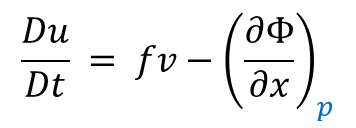 Du/Dt = fv − (∂Φ/∂x)_p